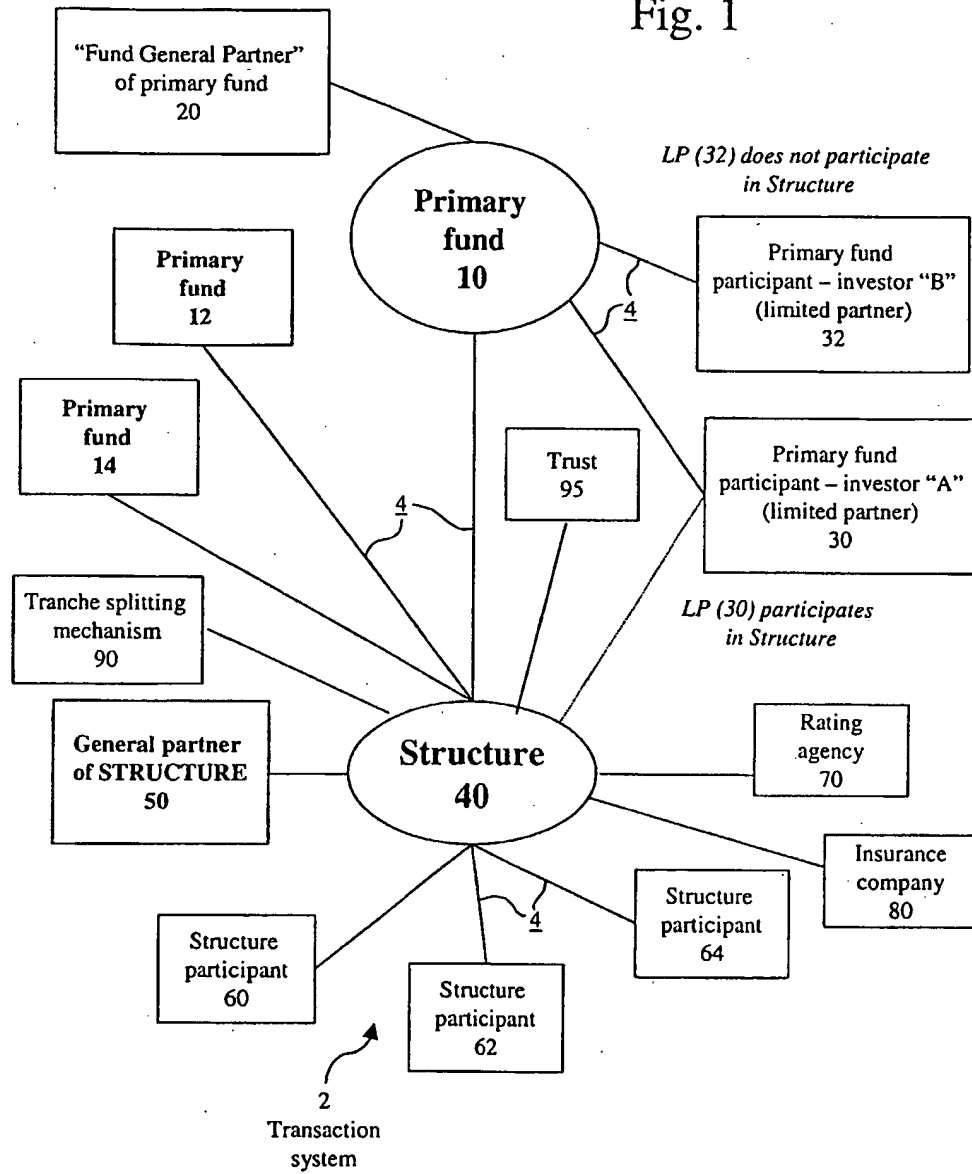 Fig. 1
“Fund General Partner”
of primary fund
20
LP (32) does not participate
in Structure
Primary
fund
10
Primary fund
participant – investor “B”
(limited partner)
32
4
Primary
fund
12
4
Primary
fund
14
Trust
95
Primary fund
participant – investor “A”
(limited partner)
30
4
Tranche splitting
mechanism
90
LP (30) participates
in Structure
General partner
of STRUCTURE
50
Structure
40
Rating
agency
70
Insurance
company
80
4
Structure
participant
64
Structure
participant
60
Structure
participant
62
2
Transaction
system